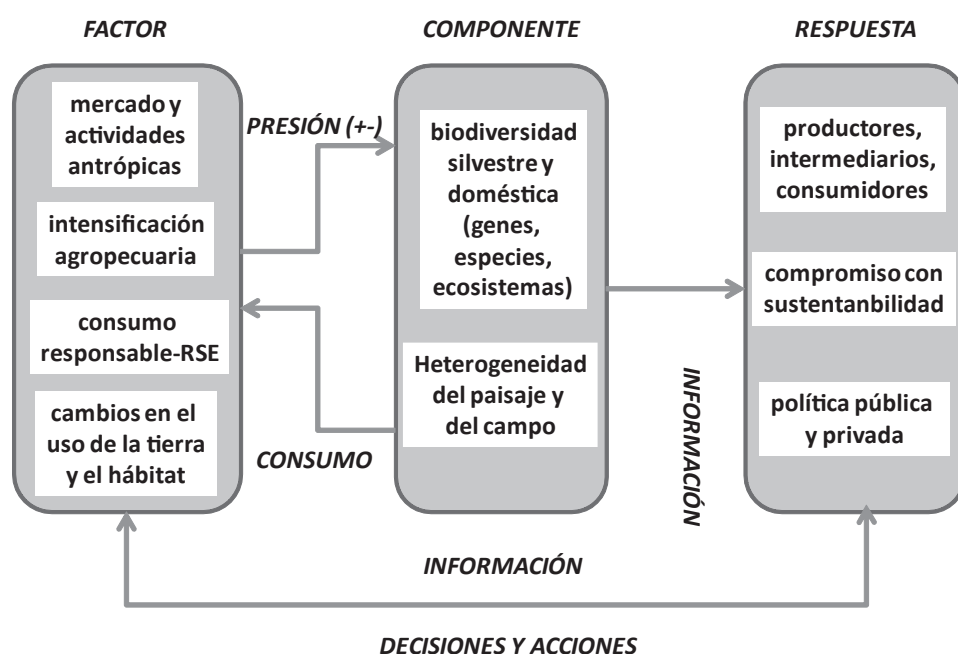 FACTOR
COMPONENTE
RESPUESTA
mercado y
actividades
antrópicas
intensificación
agropecuaria
consumo
responsable-RSE
cambios en el
uso de la tierra
y el hábitat
PRESIÓN (+-)
CONSUMO
biodiversidad
silvestre y
doméstica
(genes,
especies,
ecosistemas)
Heterogeneidad
del paisaje y
del campo
INFORMACIÓN
productores,
intermediarios,
consumidores
compromiso con
sustentanbilidad
política pública
y privada
INFORMACIÓN
DECISIONES Y ACCIONES